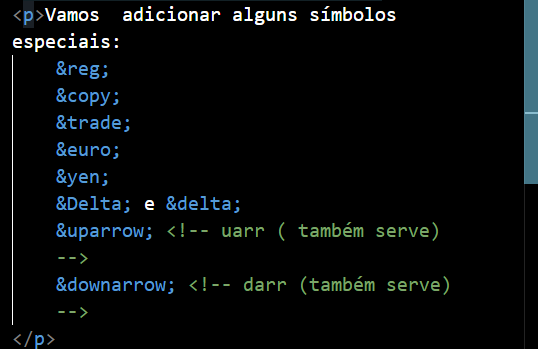 <p>Vamos  adicionar alguns símbolos
especiais:
&reg;
&copy;
&trade;
&euro;
&yen;
&Delta; e &delta;
&uparrow; <!-- uarr ( também serve)
-->
&downarrow; <!-- darr (também serve)
-->
</p>